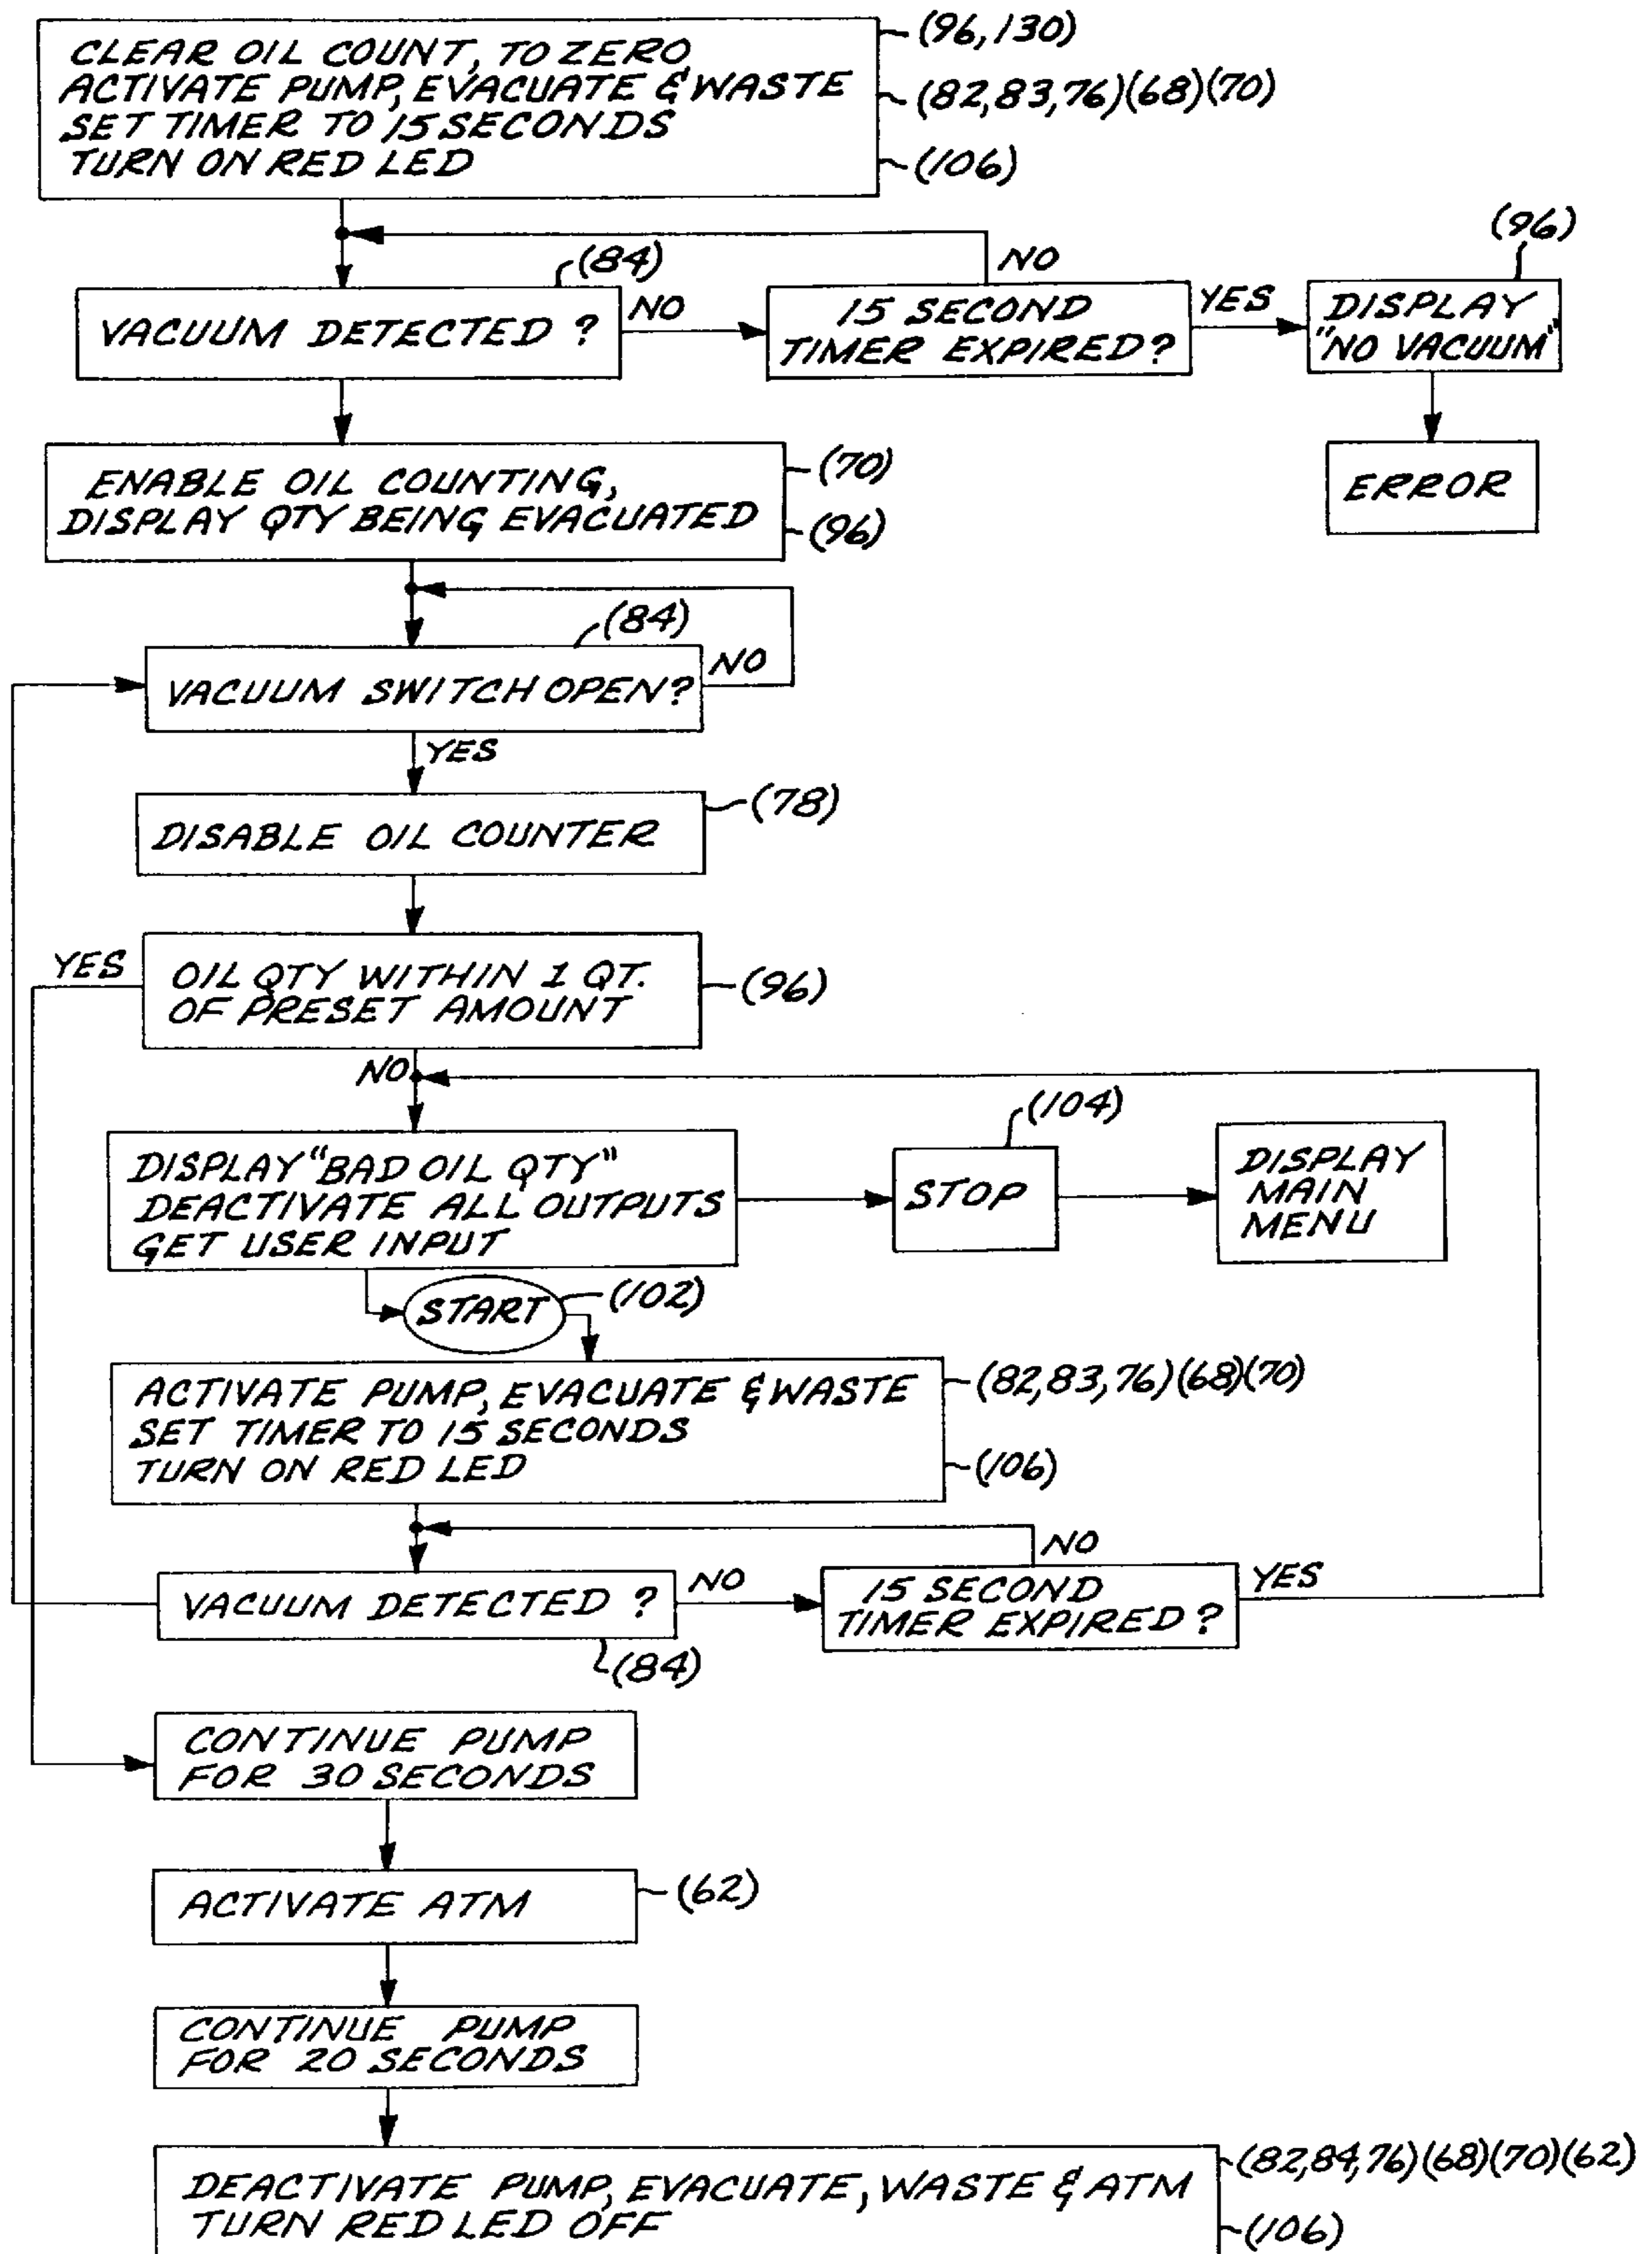 CLEAR OIL COUNT, TO ZERO
ACTIVATE PUMP, EVACUATE & WASTE
SET TIMER TO 15 SECONDS
TURN ON RED LED
(96,130)
(82,83,76)(68)(70)
(106)
(84)
VACUUM DETECTED ?
NO
15 SECOND
TIMER EXPIRED?
NO
YES
(96)
DISPLAY
"NO VACUUM"
ERROR
ENABLE OIL COUNTING,
DISPLAY QTY BEING EVACUATED
(70)
(96)
(84)
VACUUM SWITCH OPEN?
NO
YES
DISABLE OIL COUNTER
(78)
YES
OIL QTY WITHIN 1 QT.
OF PRESET AMOUNT
(96)
NO
DISPLAY "BAD OIL QTY"
DEACTIVATE ALL OUTPUTS
GET USER INPUT
(104)
STOP
DISPLAY
MAIN
MENU
START
(102)
ACTIVATE PUMP, EVACUATE & WASTE
SET TIMER TO 15 SECONDS
TURN ON RED LED
(82,83,76)(68)(70)
(106)
VACUUM DETECTED ?
NO
(84)
15 SECOND
TIMER EXPIRED?
NO
YES
CONTINUE PUMP
FOR 30 SECONDS
ACTIVATE ATM
(62)
CONTINUE PUMP
FOR 20 SECONDS
DEACTIVATE PUMP, EVACUATE, WASTE & ATM
TURN RED LED OFF
(82,84,76)(68)(70)(62)
(106)